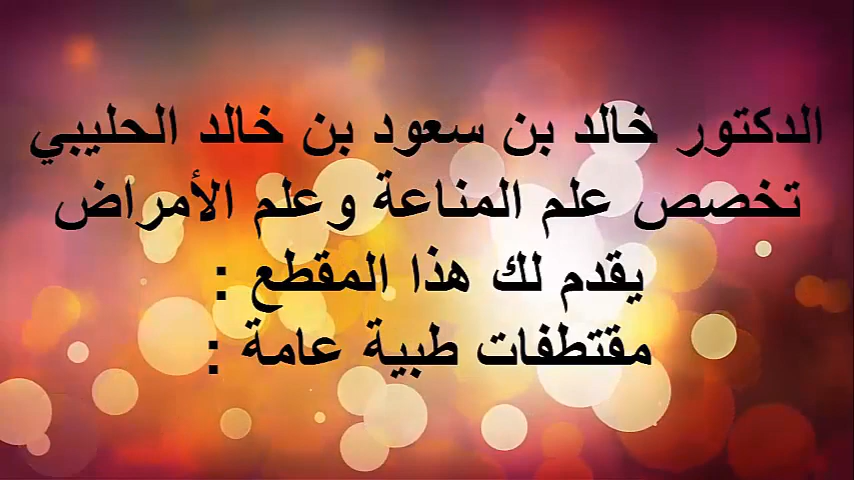 الدكتور خالد بن سعود بن خالد الحليبي
تخصص علم المناعة وعلم الأمراض
يقدم لك هذا المقطع :
مقتطفات طبية عامة :